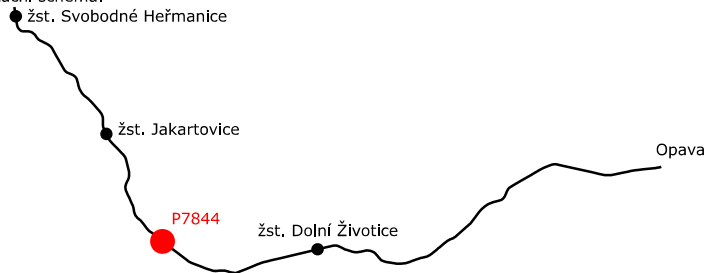 žst. Svobodné Heřmanice
žst. Jakartovice
Opava
P7844
žst. Dolní Životice